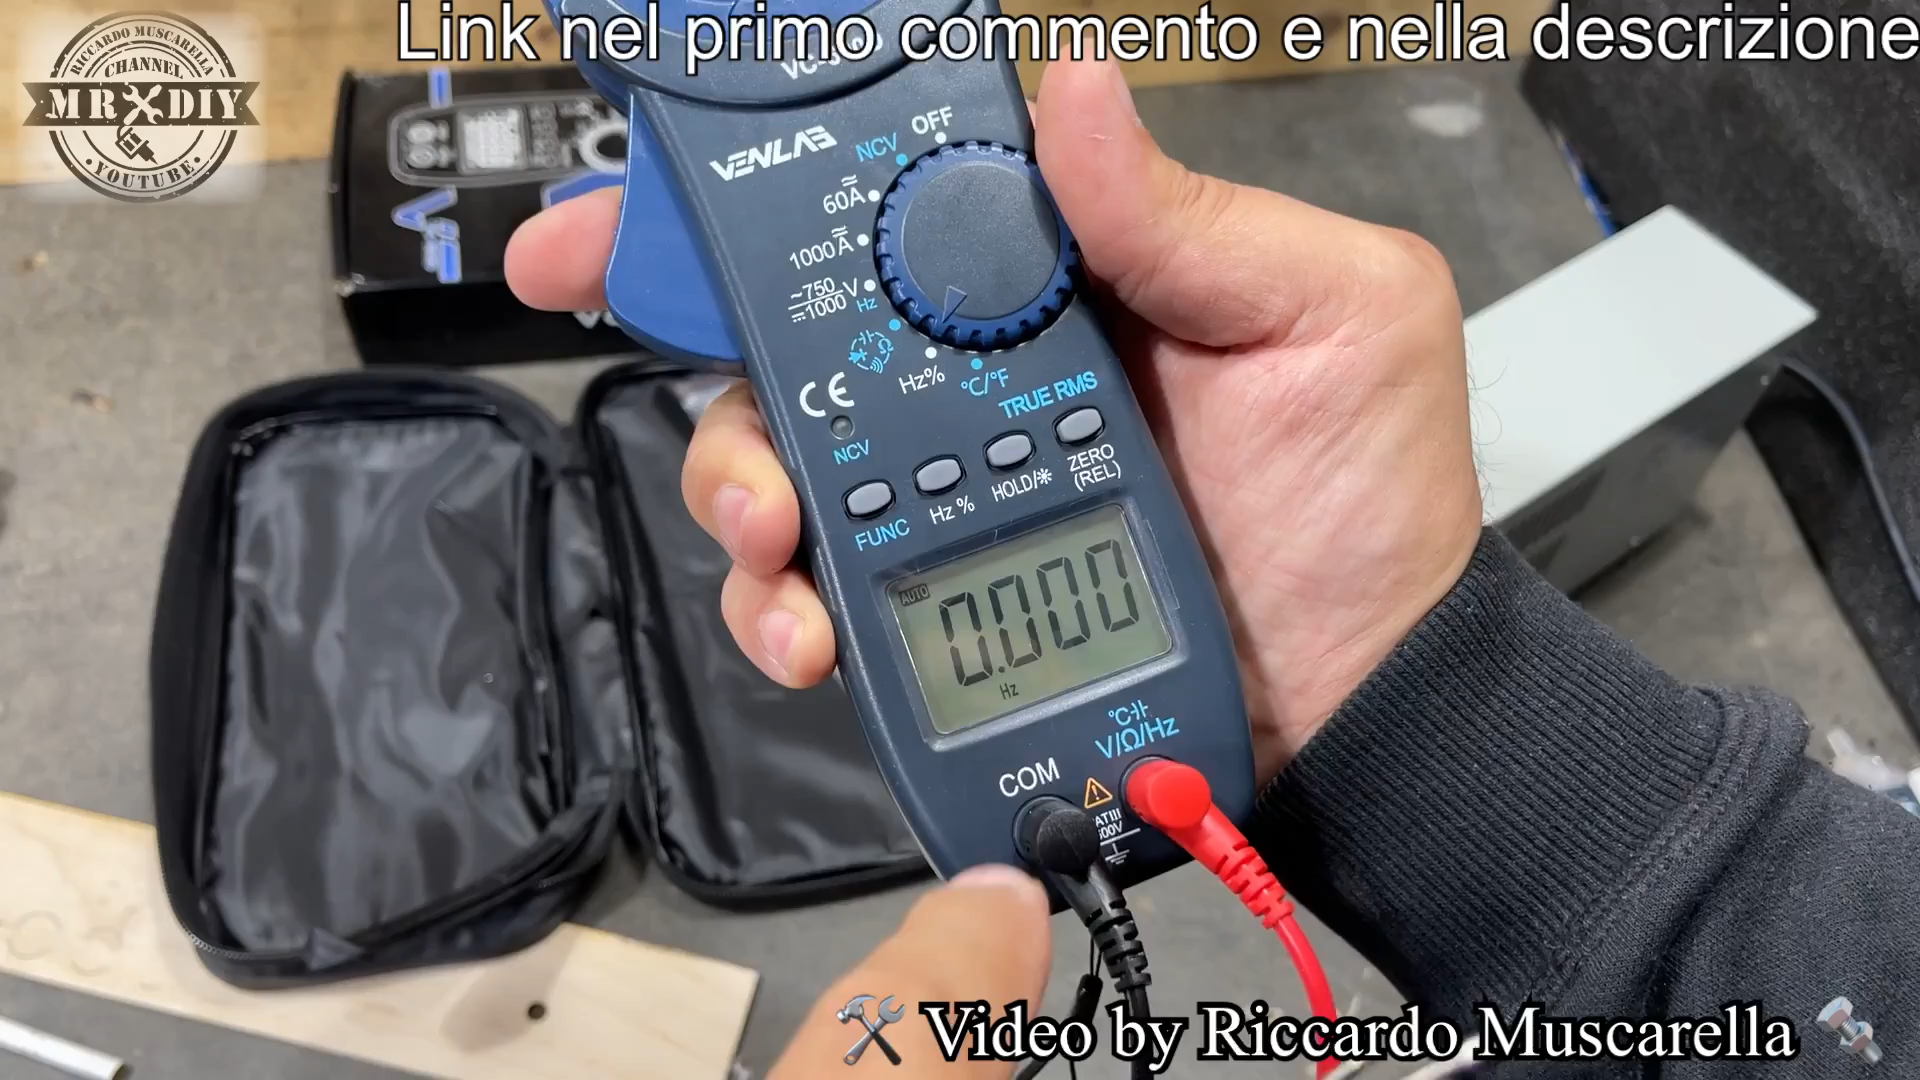 Link nel primo commento e nella descrizione
RICCARDO MUSCARELLA
CHANNEL
MR DIY
YOUTUBE
VENLAB
OFF
NCV
60A
1000A
~750
1000
V
Hz
Hz%
°C/°F
CE
TRUE RMS
NCV
FUNC
Hz %
HOLD/
ZERO
(REL)
AUTO
0.000
Hz
°C
V/Ω/Hz
COM
Video by Riccardo Muscarella